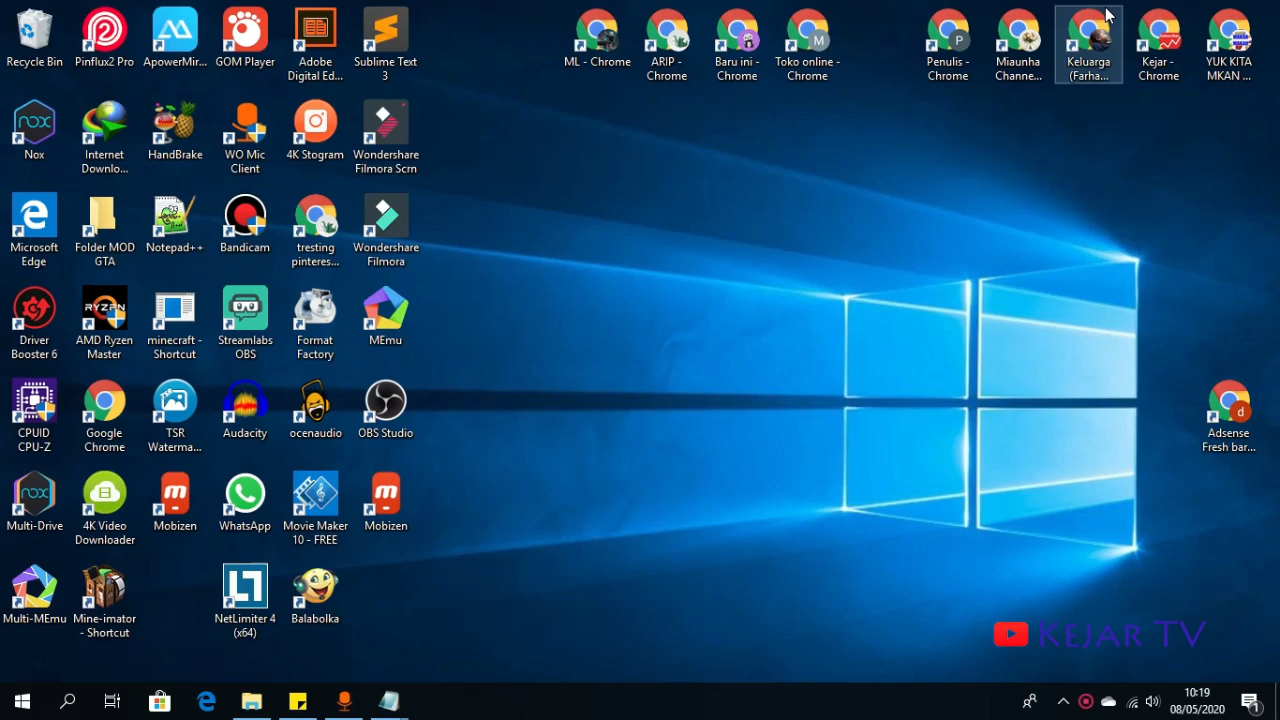 Recycle Bin
Pinflux2 Pro
ApowerMir...
GOM Player
Adobe
Digital Ed...
Sublime Text
3
ML - Chrome
ARIP -
Chrome
Baru ini -
Chrome
M
Toko online -
Chrome
P
Penulis -
Chrome
Miaunha
Channe...
Keluarga
(Farha...
Kejar -
Chrome
YUK KITA
MKAN ...
nox
Nox
Internet
Downlo...
HandBrake
WO Mic
Client
4K Stogram
Wondershare
Filmora Scrn
Microsoft
Edge
Folder MOD
GTA
Notepad++
Bandicam
tresting
pinteres...
Wondershare
Filmora
Driver
Booster 6
RYZEN
AMD Ryzen
Master
minecraft -
Shortcut
Streamlabs
OBS
Format
Factory
MEmu
CPUID
CPU-Z
Google
Chrome
TSR
Waterma...
Audacity
ocenaudio
OBS Studio
d
Adsense
Fresh bar...
nox
Multi-Drive
4K Video
Downloader
m
Mobizen
WhatsApp
Movie Maker
10 - FREE
m
Mobizen
Multi-MEmu
Mine-imator
- Shortcut
NetLimiter 4
(x64)
Balabolka
Kejar TV
10:19
08/05/2020
1